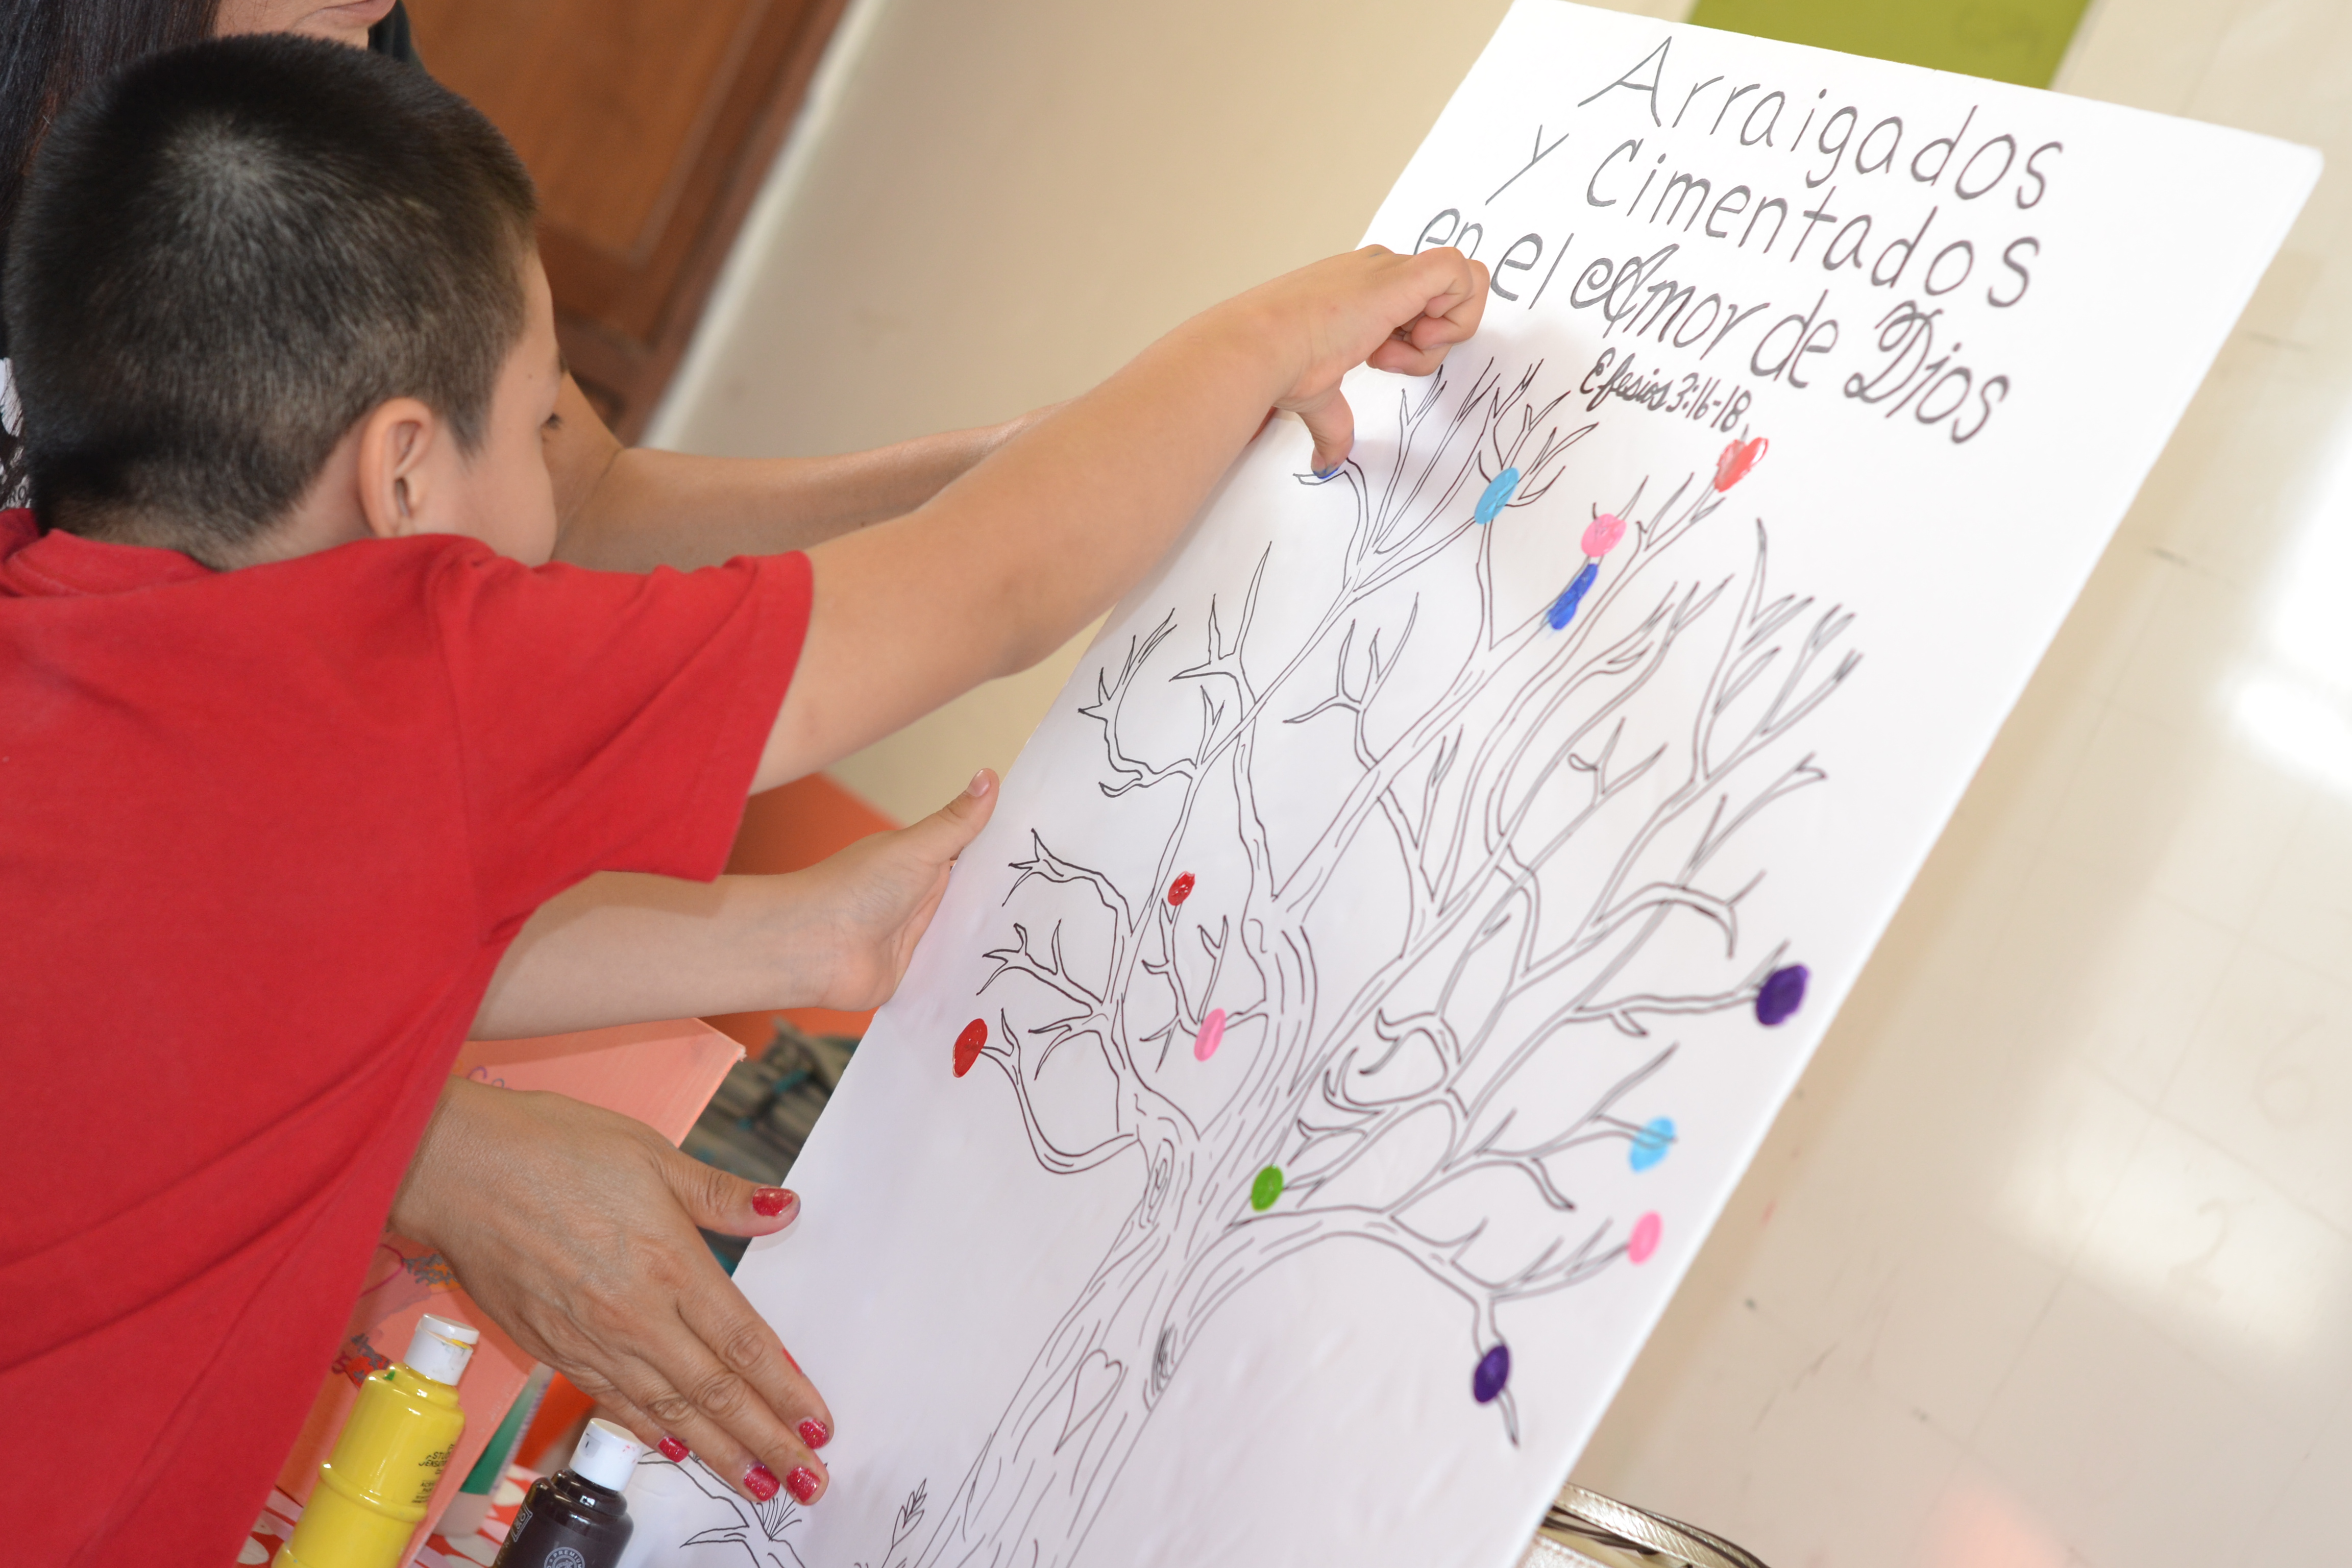 Arraigados
y Cimentados
en el Amor de Dios
Efesios 3:16-18